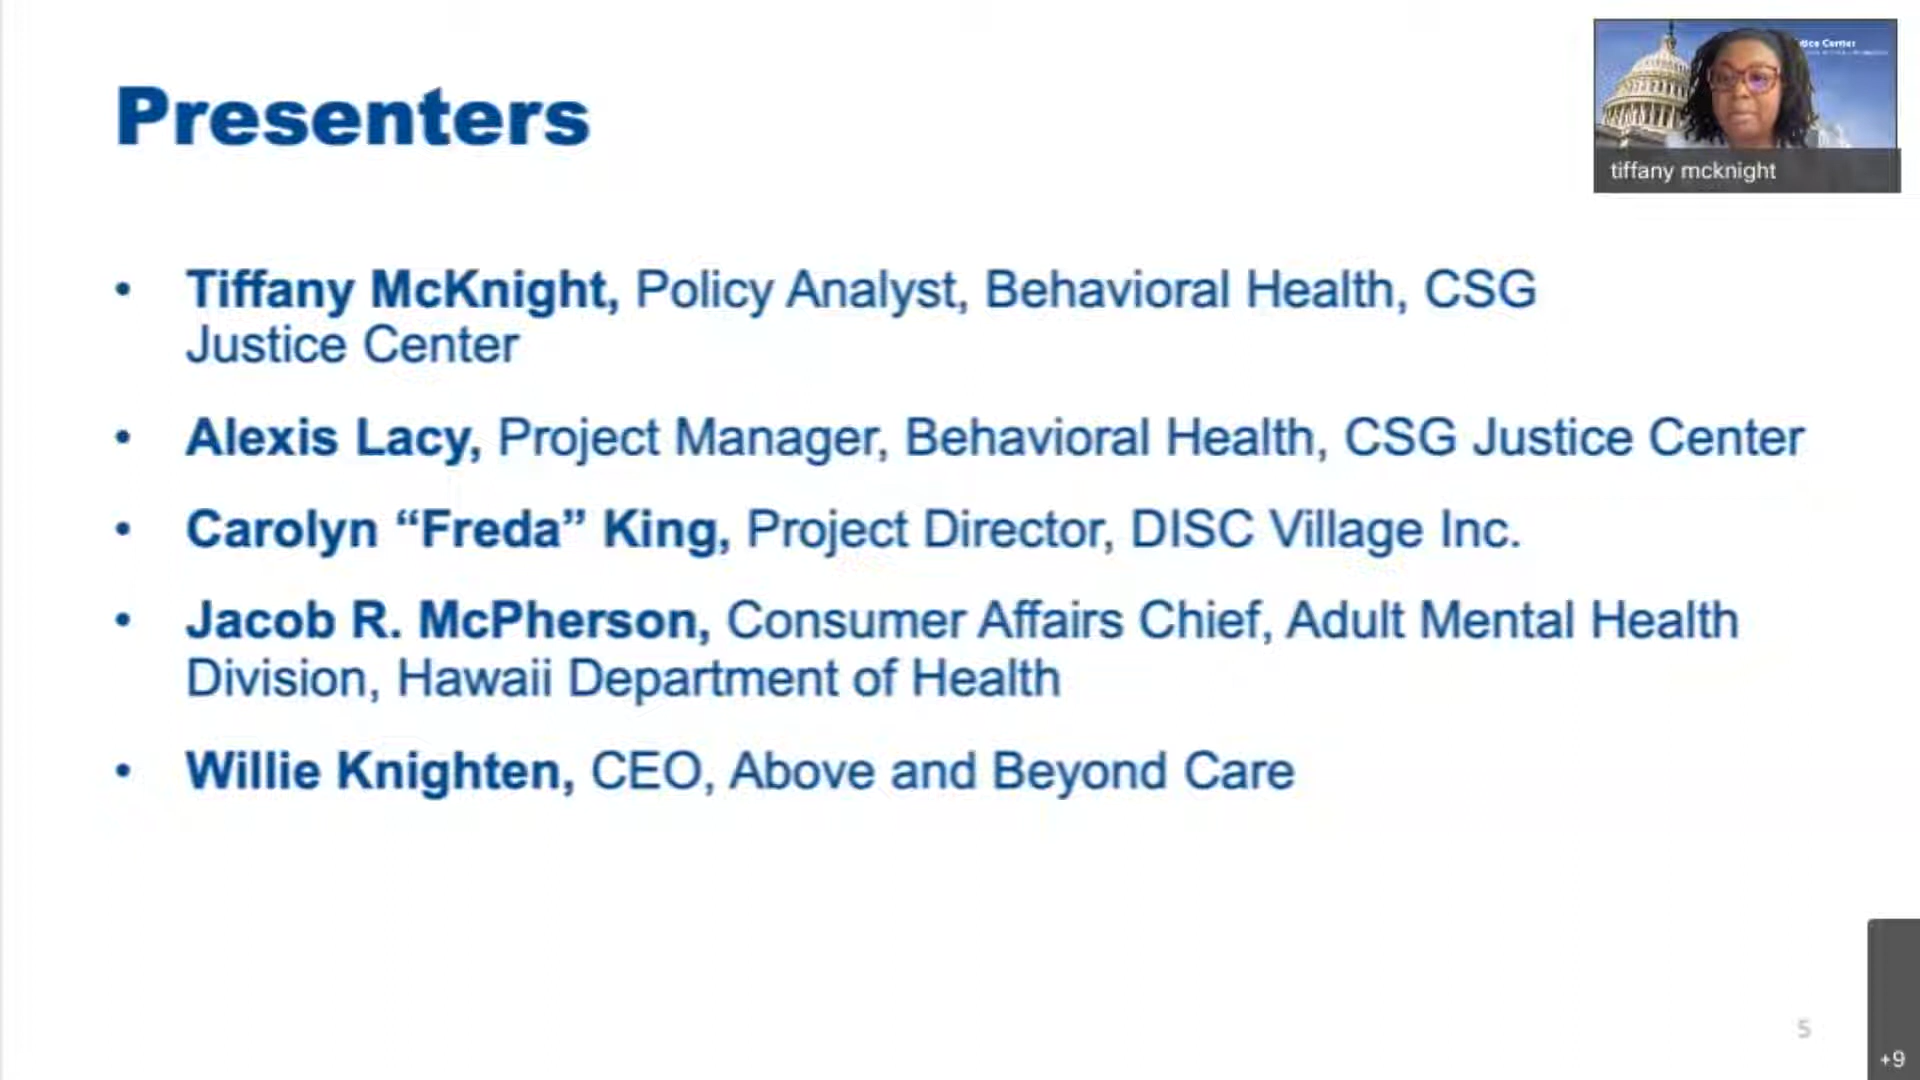 Presenters
tice Center
tiffany mcknight
• Tiffany McKnight, Policy Analyst, Behavioral Health, CSG
Justice Center
• Alexis Lacy, Project Manager, Behavioral Health, CSG Justice Center
• Carolyn “Freda” King, Project Director, DISC Village Inc.
• Jacob R. McPherson, Consumer Affairs Chief, Adult Mental Health
Division, Hawaii Department of Health
• Willie Knighten, CEO, Above and Beyond Care
5
+9